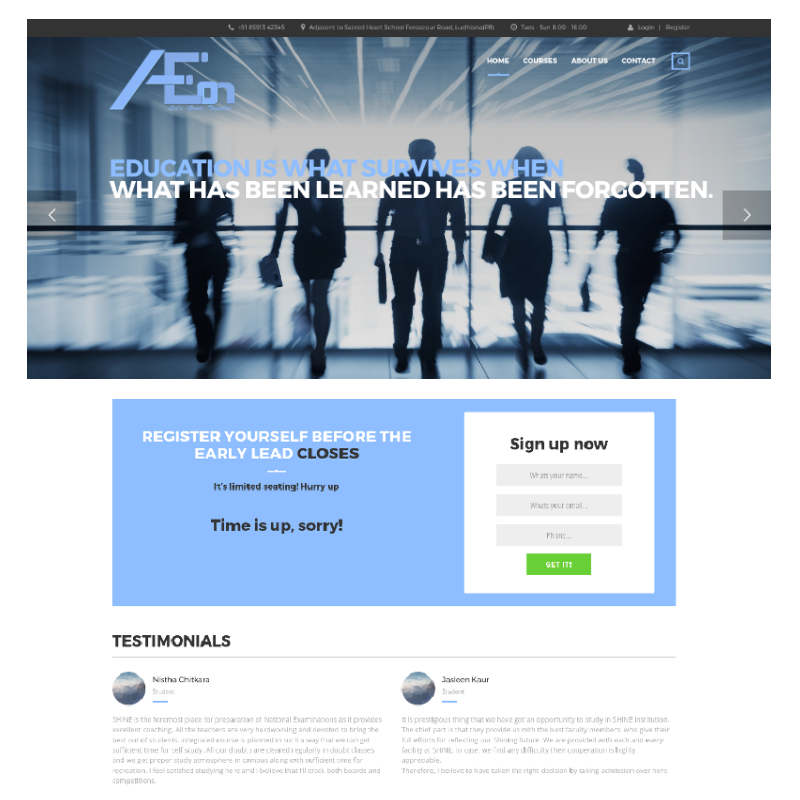 +91 85913 42345 Adjacent to Sacred Heart School Ferozepur Road, Ludhiana(PB) Tues - Sun 8.00 - 16.00 Login | Register
HOME COURSES ABOUT US CONTACT
ÆEon
EDUCATION IS WHAT SURVIVES WHEN
WHAT HAS BEEN LEARNED HAS BEEN FORGOTTEN.
REGISTER YOURSELF BEFORE THE
EARLY LEAD CLOSES
It's limited seating! Hurry up
Time is up, sorry!
Sign up now
Whats your name...
Whats your email...
Phone...
GET IT!
TESTIMONIALS
Nistha Chitkara
Student
SHINE is the foremost place for preparation of National Examinations as it provides
excellent coaching. All the teachers are very hardworking and devoted to bring the
best out of students. Integrated course is planned in such a way that we can get
sufficient time for self study. All our doubts are cleared regularly in doubt classes
and we get proper study atmosphere in campus along with sufficient time for
recreation. I feel satisfied studying here and I believe that I'll crack both boards and
competitions.
Jasleen Kaur
Student
It is prestigious thing that we have got an opportunity to study in SHINE Institution.
The chief part is that they provide us with the best faculty members, who give their
full efforts for reflecting our Shining future. We are provided with each and every
facility at SHINE. In case, we find any difficulty their cooperation is highly
appreciable.
Therefore, I believe to have taken the right decision by taking admission over here.